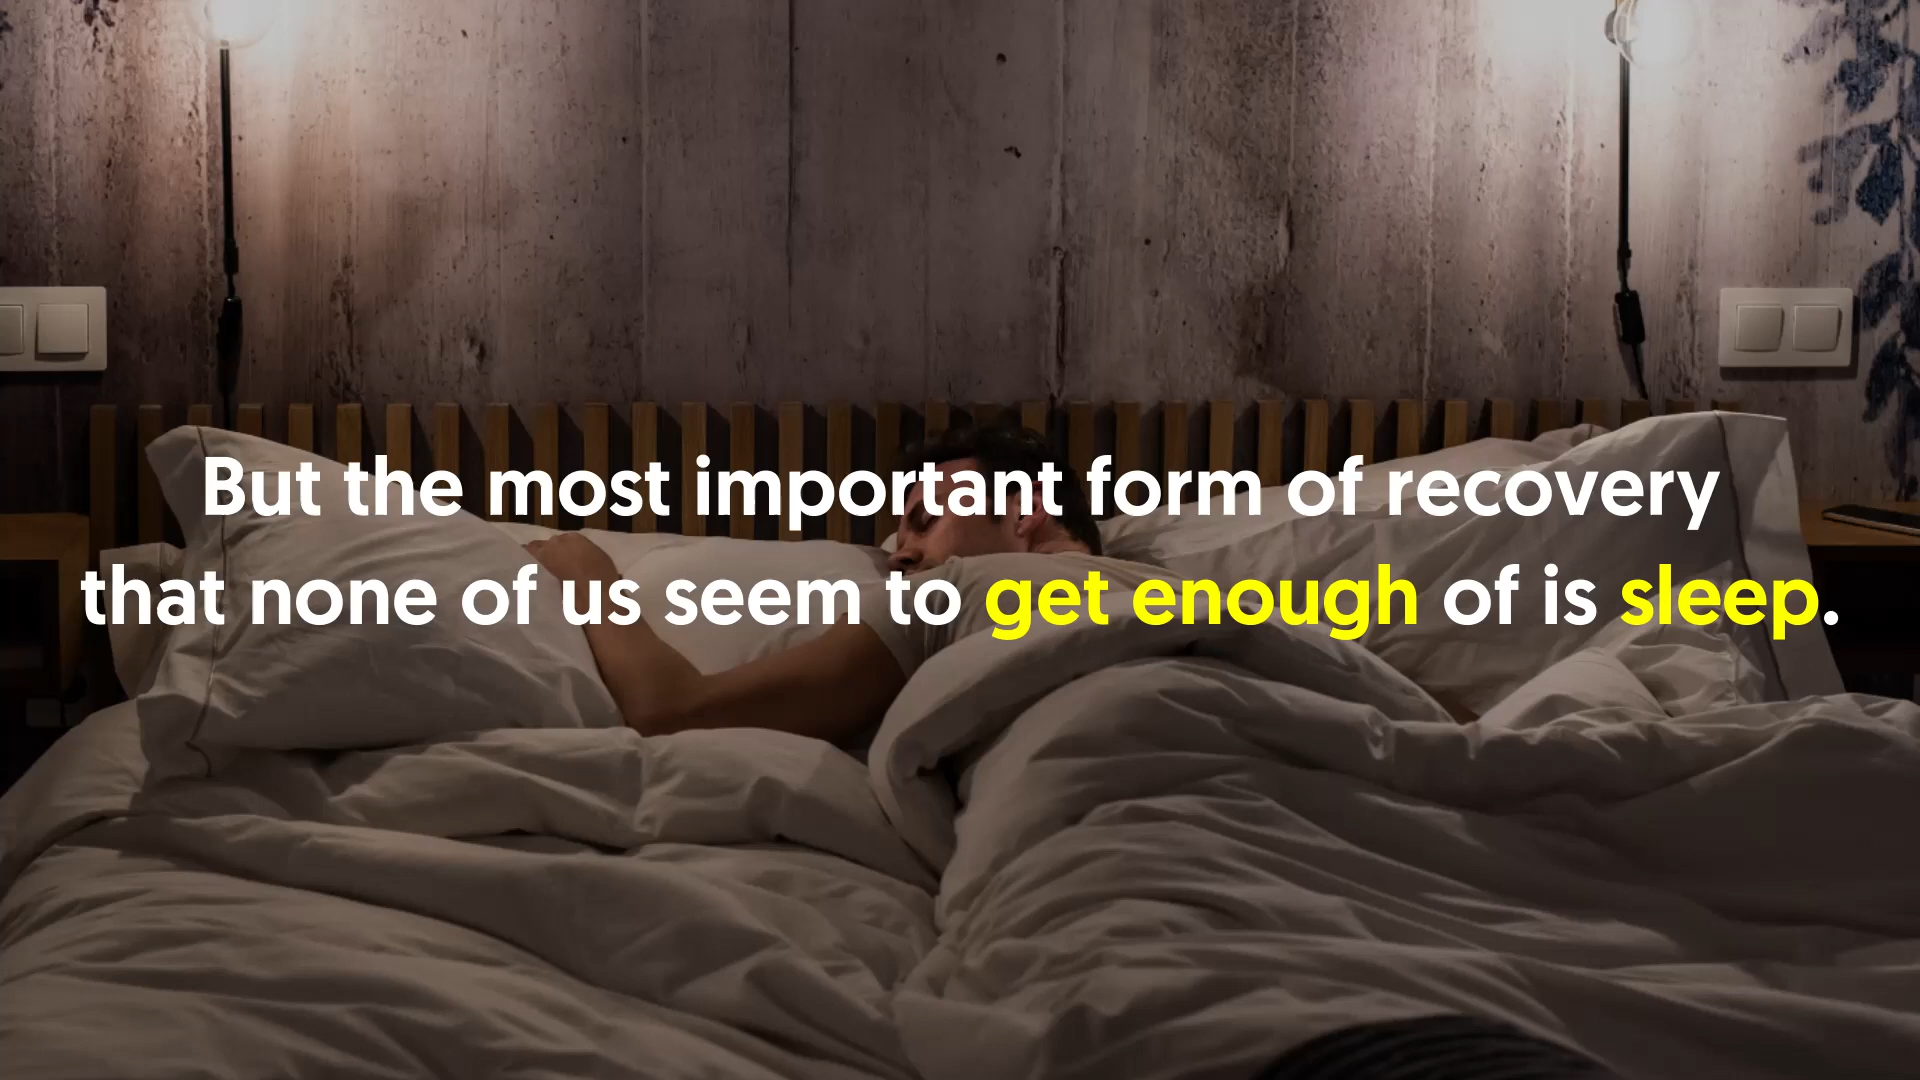 But the most important form of recovery
that none of us seem to get enough of is sleep.